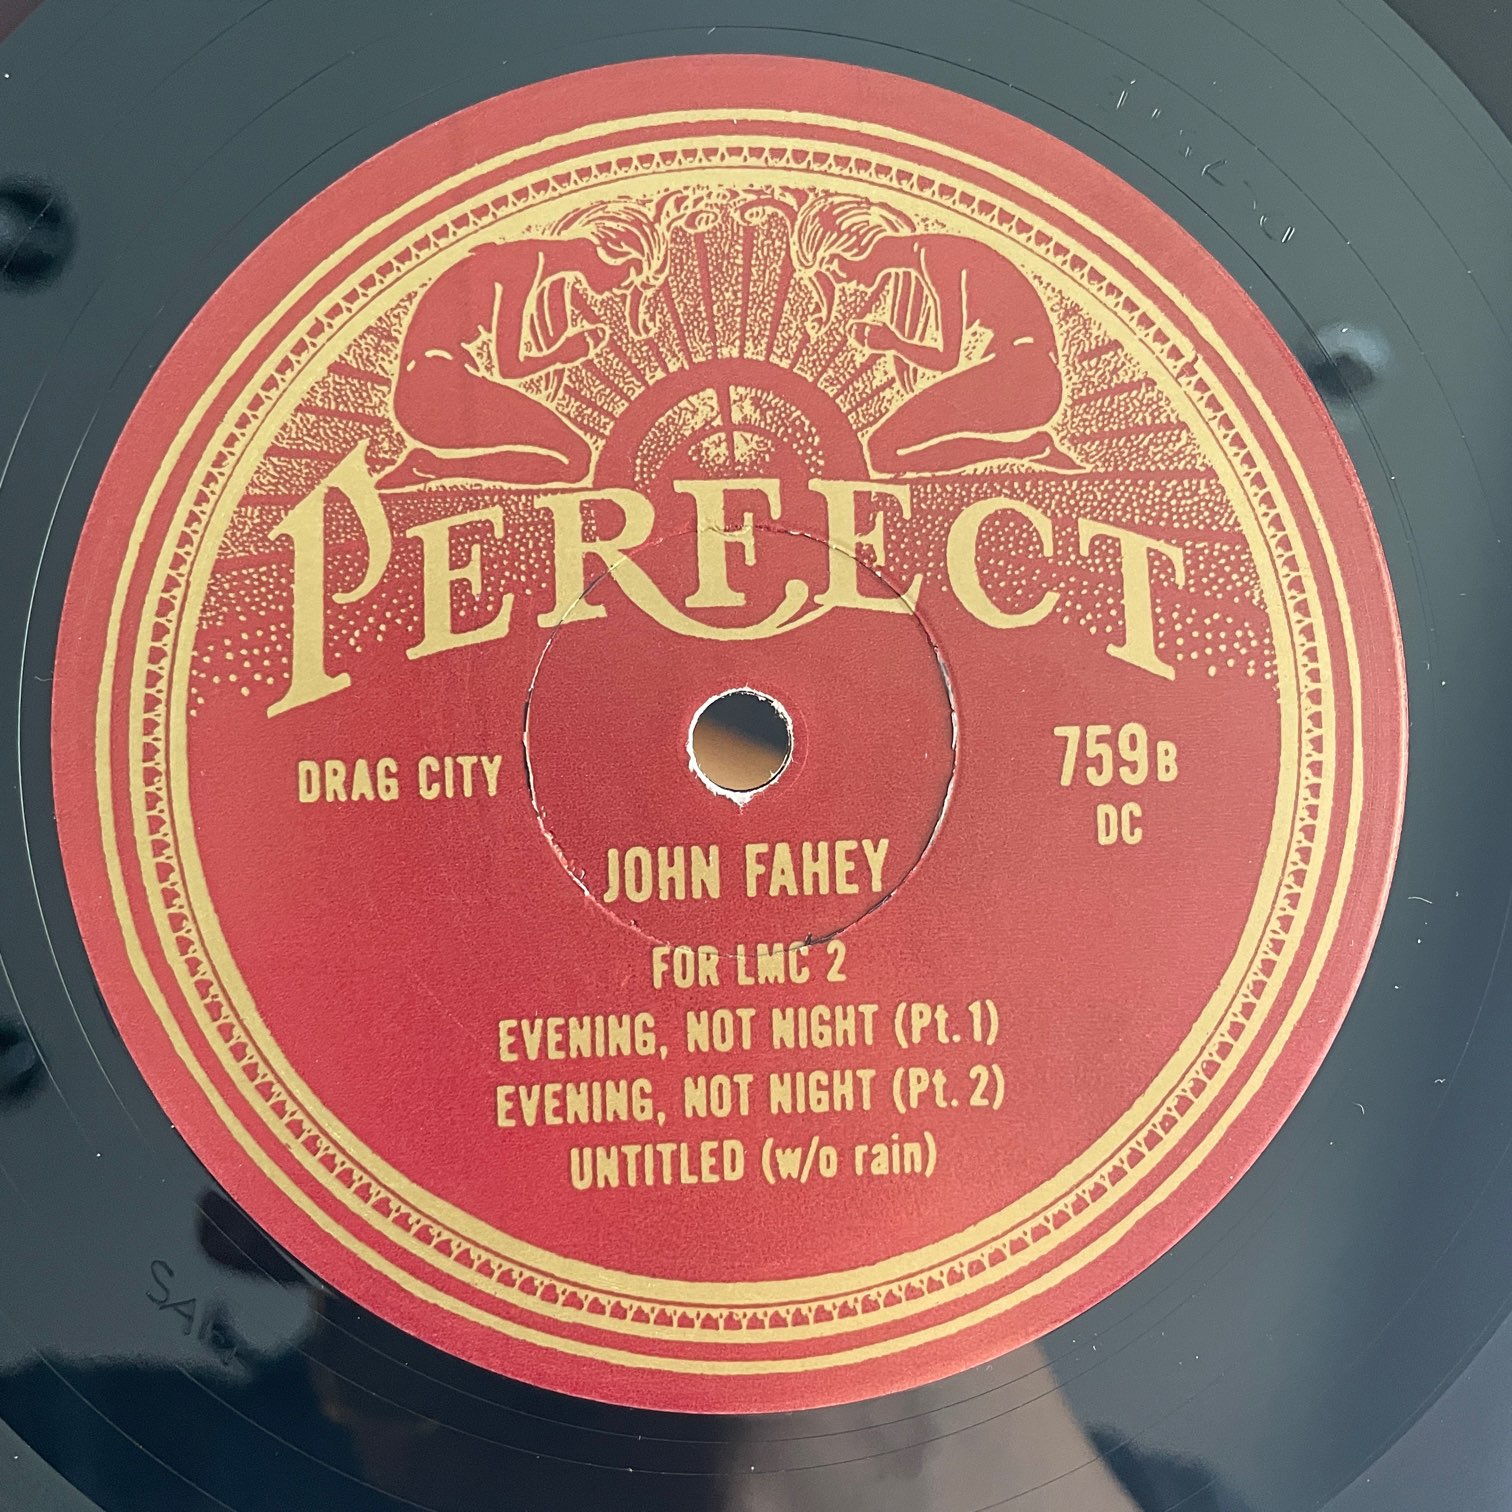 PERFECT
DRAG CITY
759B
DC
JOHN FAHEY
FOR LMC 2
EVENING, NOT NIGHT (Pt. 1)
EVENING, NOT NIGHT (Pt. 2)
UNTITLED (w/o rain)